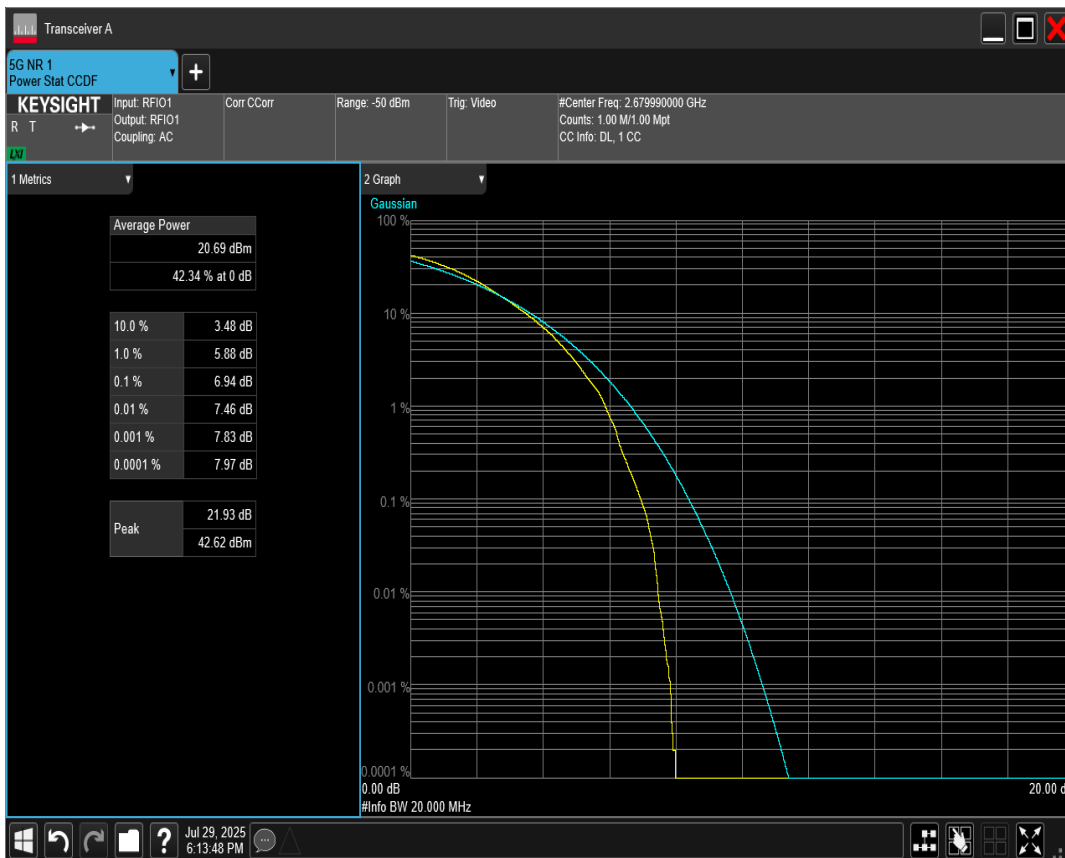 Transceiver A
5G NR 1
Power Stat CCDF
KEYSIGHT
R T
LXI
Input: RFIO1
Output: RFIO1
Coupling: AC
Corr CCorr
Range: -50 dBm
Trig: Video
#Center Freq: 2.679990000 GHz
Counts: 1.00 M/1.00 Mpt
CC Info: DL, 1 CC
1 Metrics
Average Power
20.69 dBm
42.34 % at 0 dB
10.0 % 3.48 dB
1.0 % 5.88 dB
0.1 % 6.94 dB
0.01 % 7.46 dB
0.001 % 7.83 dB
0.0001 % 7.97 dB
Peak
21.93 dB
42.62 dBm
2 Graph
Gaussian
100 %
10 %
1 %
0.1 %
0.01 %
0.001 %
0.0001 %
0.00 dB
20.00 d
#Info BW 20.000 MHz
?
Jul 29, 2025
6:13:48 PM